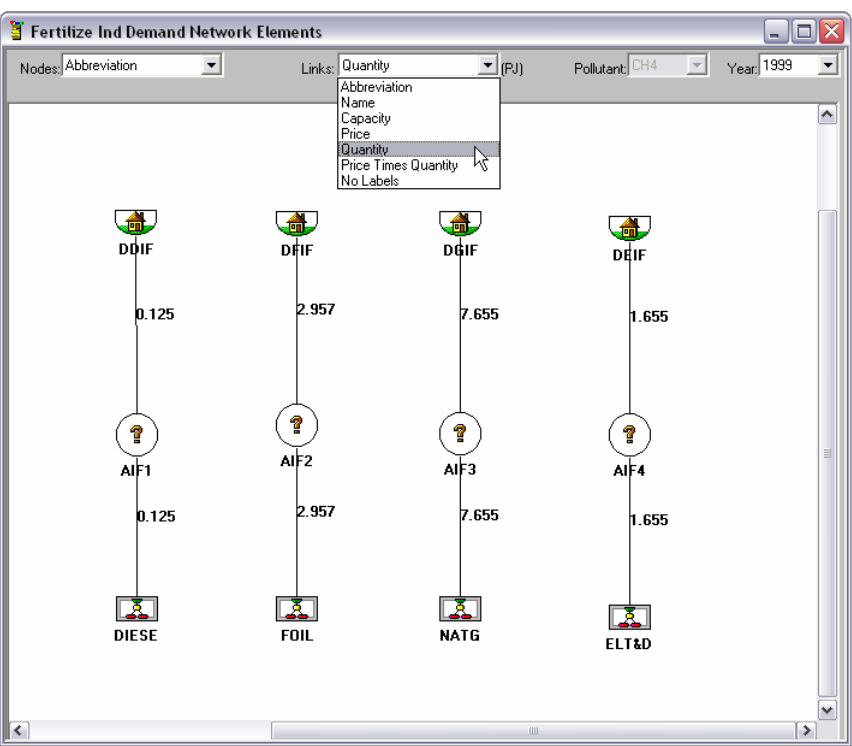 Fertilize Ind Demand Network Elements
Nodes: Abbreviation Links: Quantity (PJ) Pollutant: CH4 Year: 1999
Abbreviation
Name
Capacity
Price
Quantity
Price Times Quantity
No Labels
DDIF DFIF DGIF DEIF
0.125 2.957 7.655 1.655
? ? ? ?
AIF1 AIF2 AIF3 AIF4
0.125 2.957 7.655 1.655
DIESE FOIL NATG ELT&D